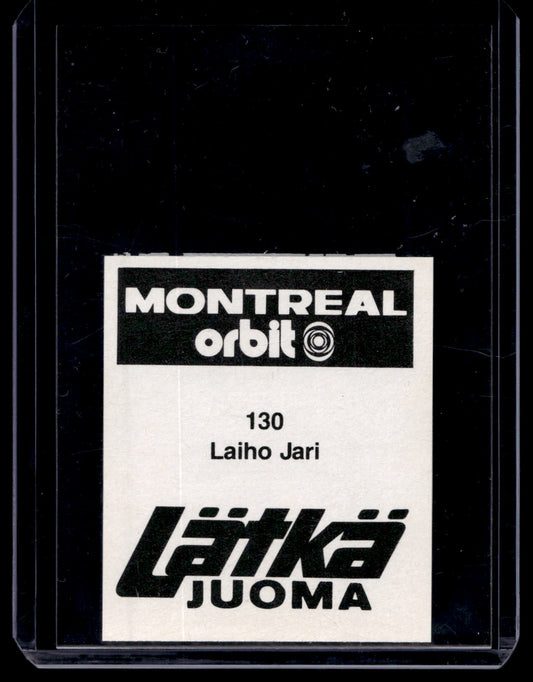 MONTREAL
orbit
130
Laiho Jari
Lätkä
JUOMA